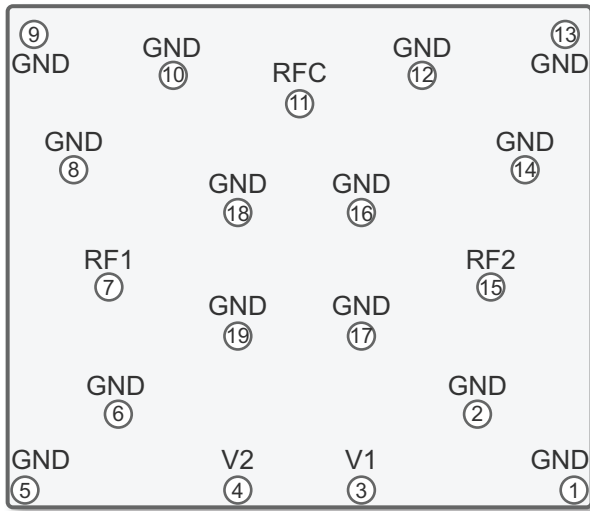 9 13
GND GND
GND GND
10 12
RFC
11
GND GND
8 14
GND GND
18 16
RF1 RF2
7 15
GND GND
19 17
GND GND
6 2
GND V2 V1 GND
5 4 3 1